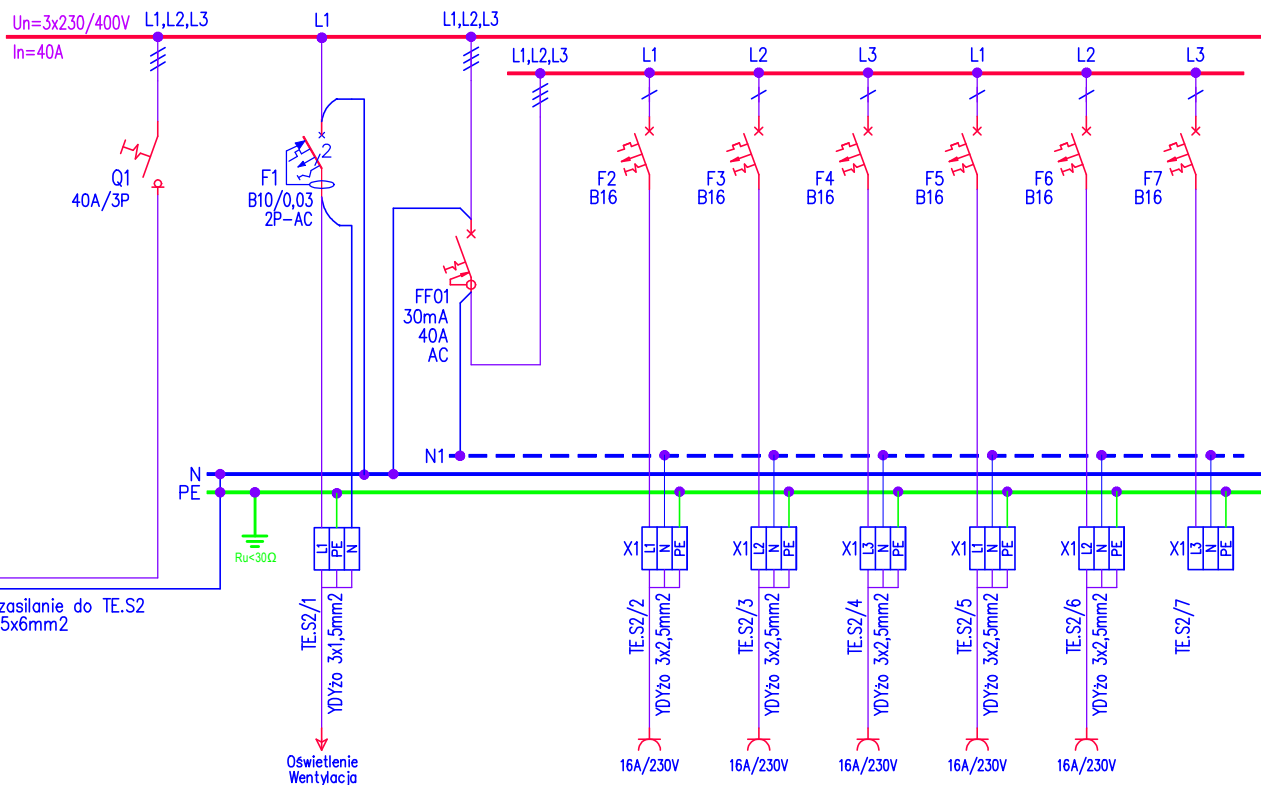 Un=3x230/400V
L1,L2,L3
L1
L1,L2,L3
In=40A
L1,L2,L3
L1
L2
L3
L1
L2
L3
Q1
40A/3P
2
F1
B10/0,03
2P-AC
F2
B16
F3
B16
F4
B16
F5
B16
F6
B16
F7
B16
FF01
30mA
40A
AC
N1
N
PE
Ru<30Ω
L1
PE
N
X1
L1
N
PE
X1
L2
N
PE
X1
L3
N
PE
X1
L1
N
PE
X1
L2
N
PE
X1
L3
N
PE
zasilanie do TE.S2
5x6mm2
TE.S2/1
YDYżo 3x1,5mm2
TE.S2/2
YDYżo 3x2,5mm2
TE.S2/3
YDYżo 3x2,5mm2
TE.S2/4
YDYżo 3x2,5mm2
TE.S2/5
YDYżo 3x2,5mm2
TE.S2/6
YDYżo 3x2,5mm2
TE.S2/7
Oświetlenie
Wentylacja
16A/230V
16A/230V
16A/230V
16A/230V
16A/230V